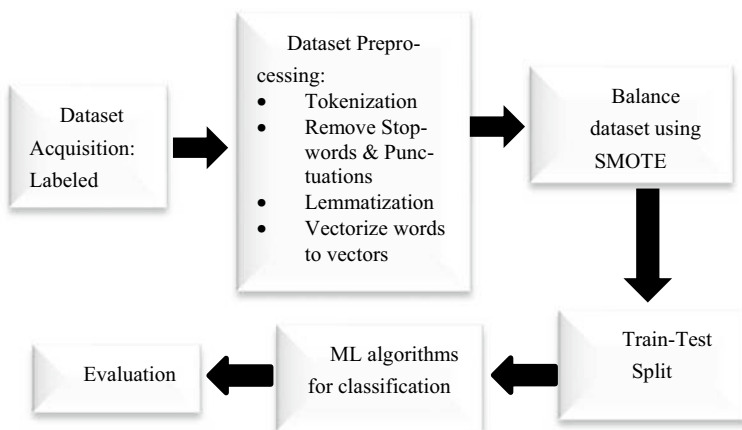 Dataset
Acquisition:
Labeled
Dataset Prepro-
cessing:
• Tokenization
• Remove Stop-
words & Punc-
tuations
• Lemmatization
• Vectorize words
to vectors
Balance
dataset using
SMOTE
Train-Test
Split
ML algorithms
for classification
Evaluation